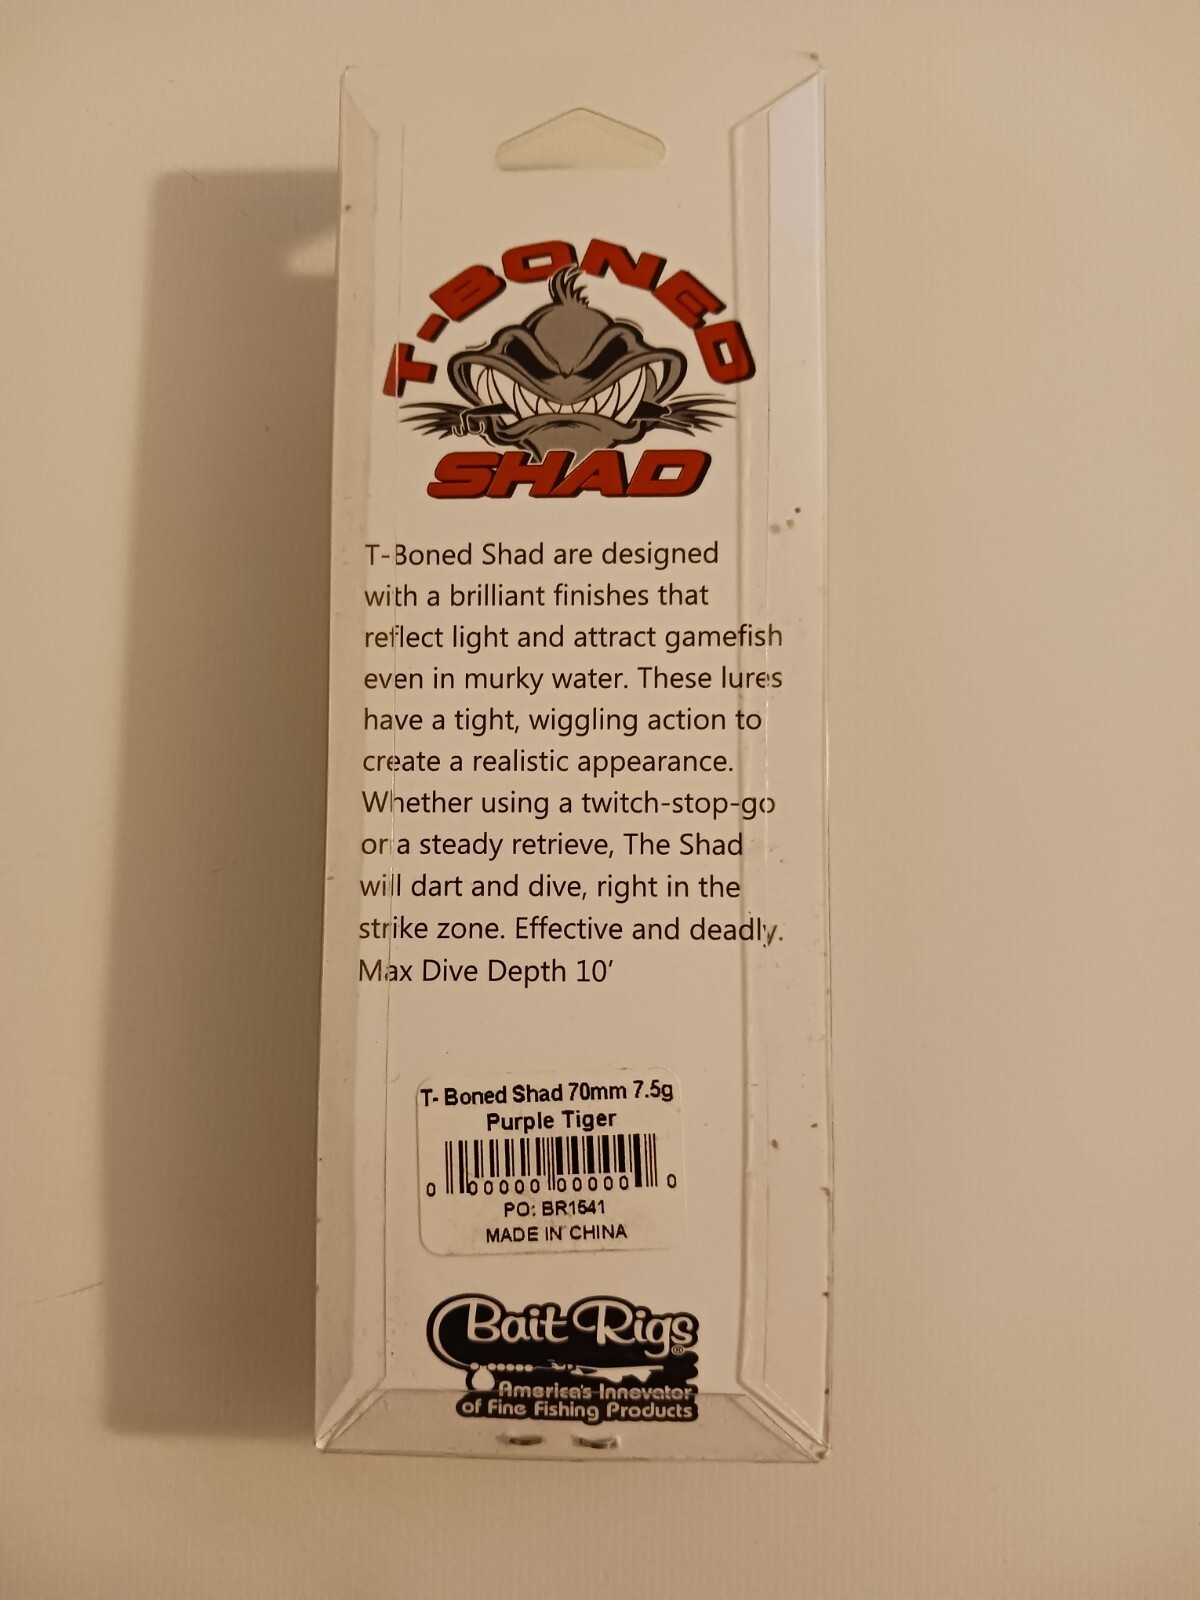 T-BONED
SHAD
T-Boned Shad are designed
with a brilliant finishes that
reflect light and attract gamefish
even in murky water. These lures
have a tight, wiggling action to
create a realistic appearance.
Whether using a twitch-stop-go
or a steady retrieve, The Shad
will dart and dive, right in the
strike zone. Effective and deadly.
Max Dive Depth 10’
T- Boned Shad 70mm 7.5g
Purple Tiger
0 00000 00000 0
PO: BR1541
MADE IN CHINA
Bait Rigs®
America's Innovator
of Fine Fishing Products